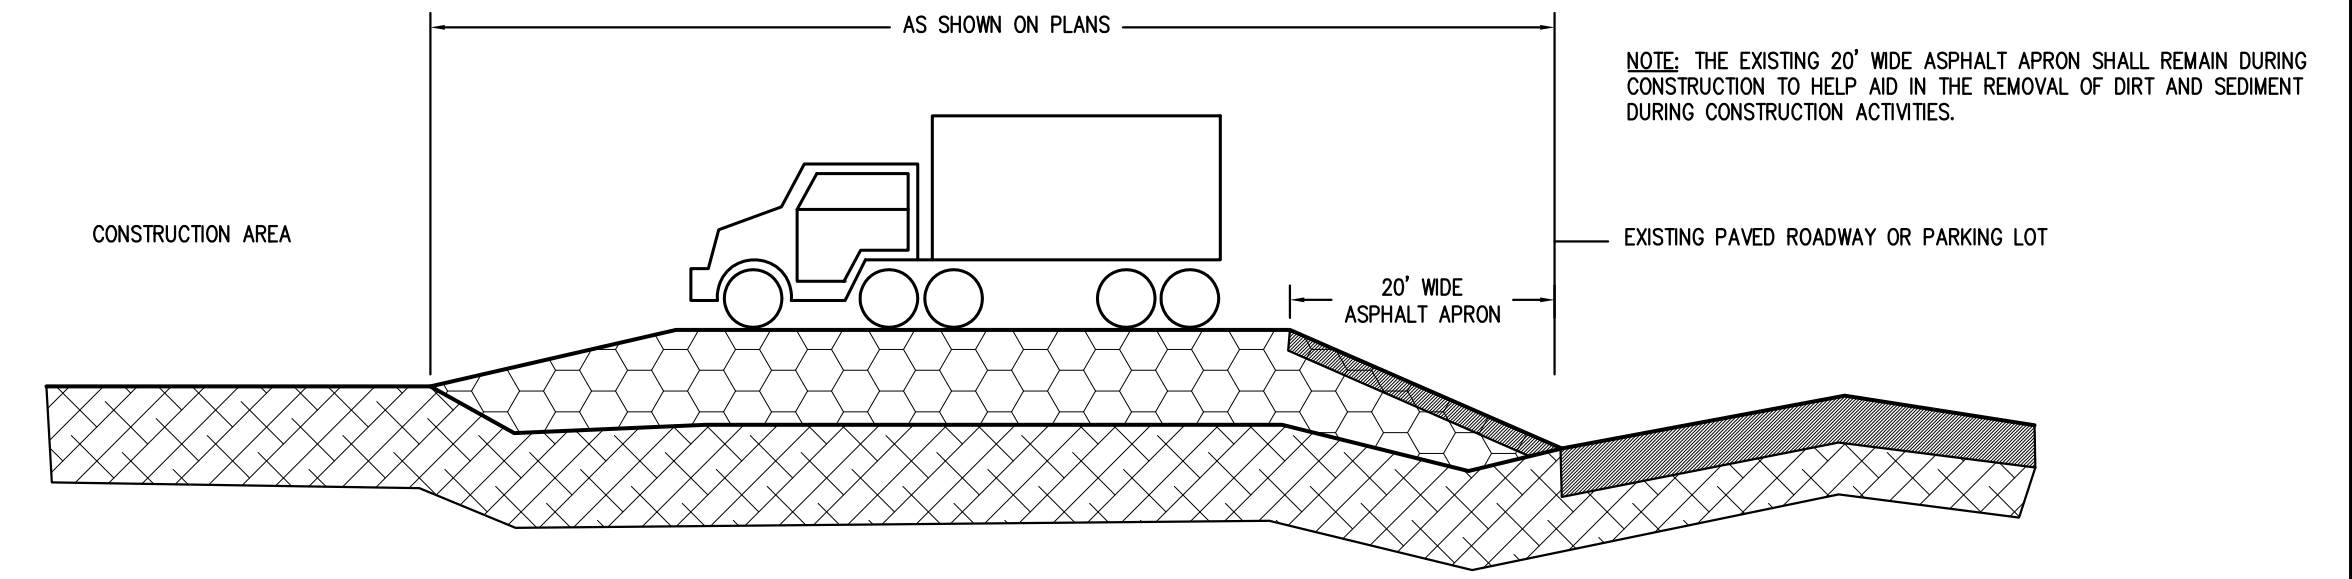 AS SHOWN ON PLANS
NOTE: THE EXISTING 20' WIDE ASPHALT APRON SHALL REMAIN DURING
CONSTRUCTION TO HELP AID IN THE REMOVAL OF DIRT AND SEDIMENT
DURING CONSTRUCTION ACTIVITIES.
CONSTRUCTION AREA
EXISTING PAVED ROADWAY OR PARKING LOT
20' WIDE
ASPHALT APRON